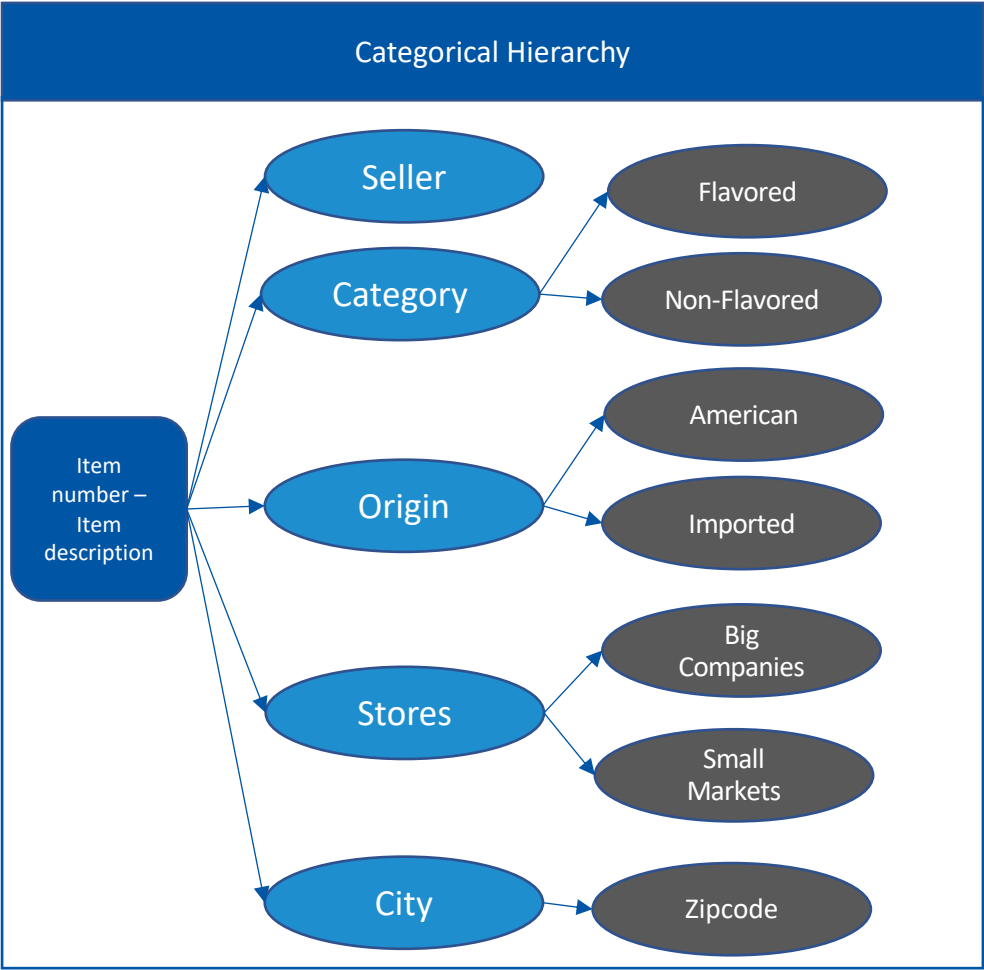 Categorical Hierarchy
Seller
Flavored
Category
Non-Flavored
American
Item
number –
Item
description
Origin
Imported
Big
Companies
Stores
Small
Markets
City
Zipcode